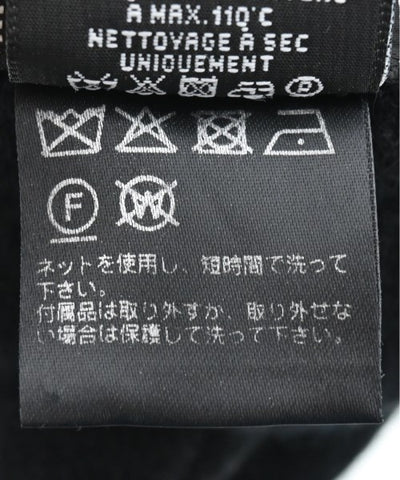 À MAX.110°C
NETTOYAGE À SEC
UNIQUEMENT
F
W
ネットを使用し、短時間で洗って
下さい。
付属品は取り外すか、取り外せな
い場合は保護して洗って下さい。